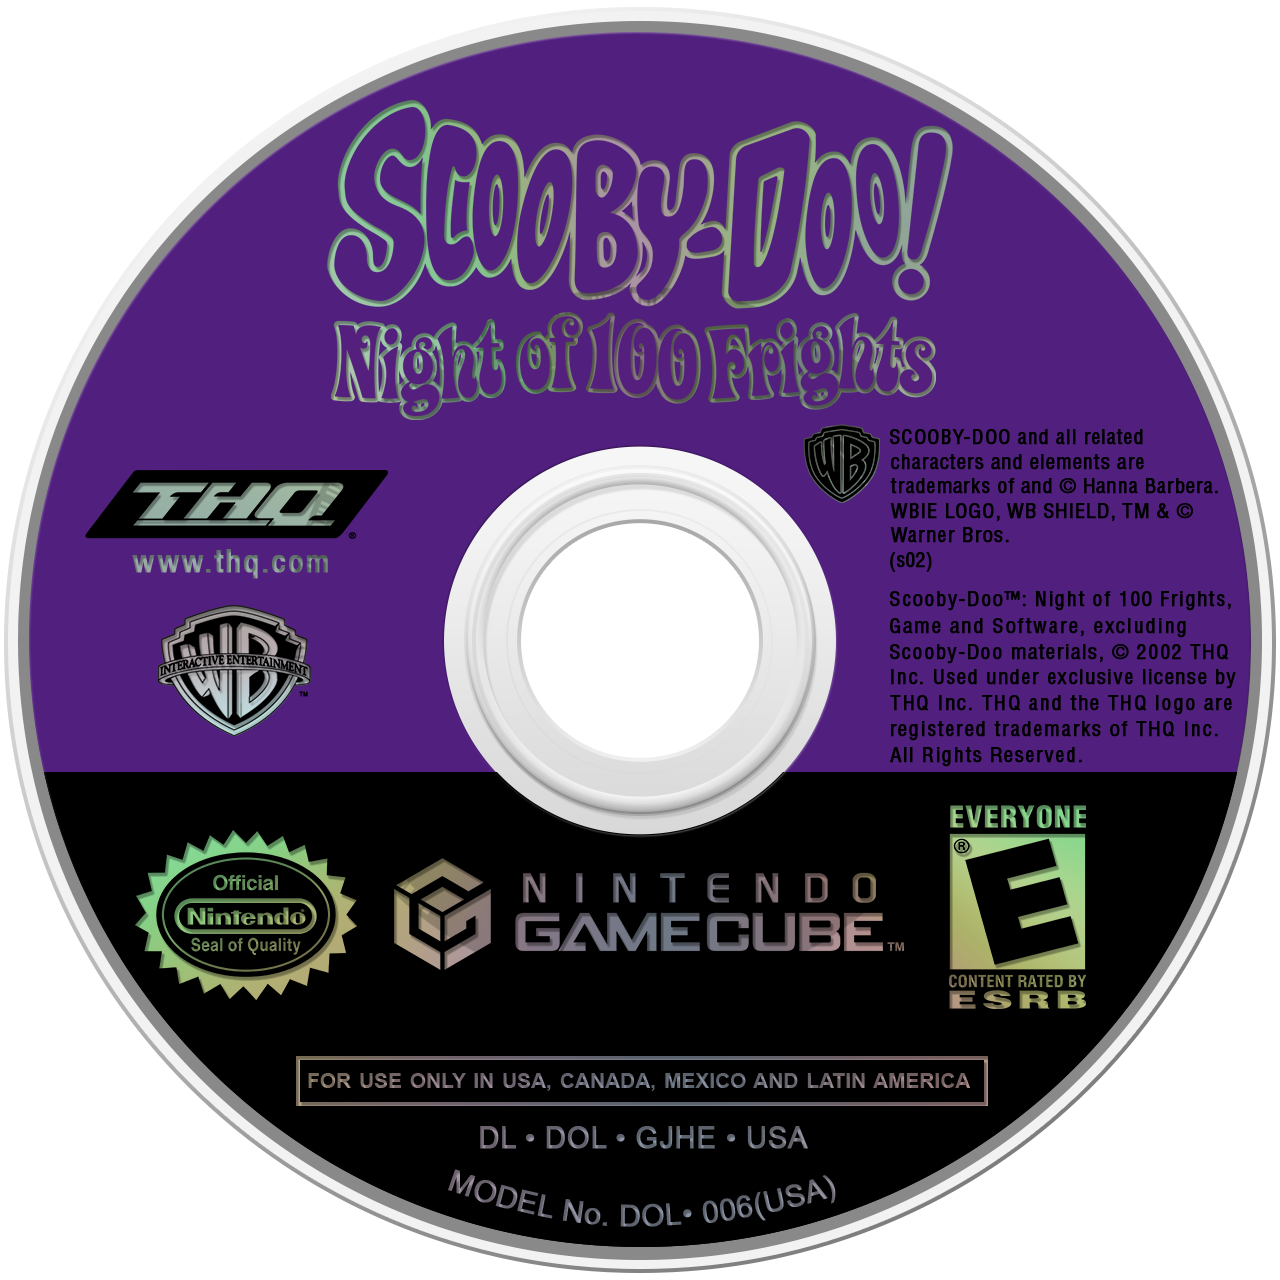 SCOOBY-DOO!
Night of 100 Frights
WB
SCOOBY-DOO and all related
characters and elements are
trademarks of and © Hanna Barbera.
WBIE LOGO, WB SHIELD, TM & ©
Warner Bros.
(s02)
THQ®
www.thq.com
WB
INTERACTIVE ENTERTAINMENT
™
Scooby-Doo™: Night of 100 Frights,
Game and Software, excluding
Scooby-Doo materials, © 2002 THQ
Inc. Used under exclusive license by
THQ Inc. THQ and the THQ logo are
registered trademarks of THQ Inc.
All Rights Reserved.
Official
Nintendo®
Seal of Quality
NINTENDO
GAMECUBE™
EVERYONE
®
E
CONTENT RATED BY
ESRB
FOR USE ONLY IN USA, CANADA, MEXICO AND LATIN AMERICA
DL • DOL • GJHE • USA
MODEL No. DOL• 006(USA)